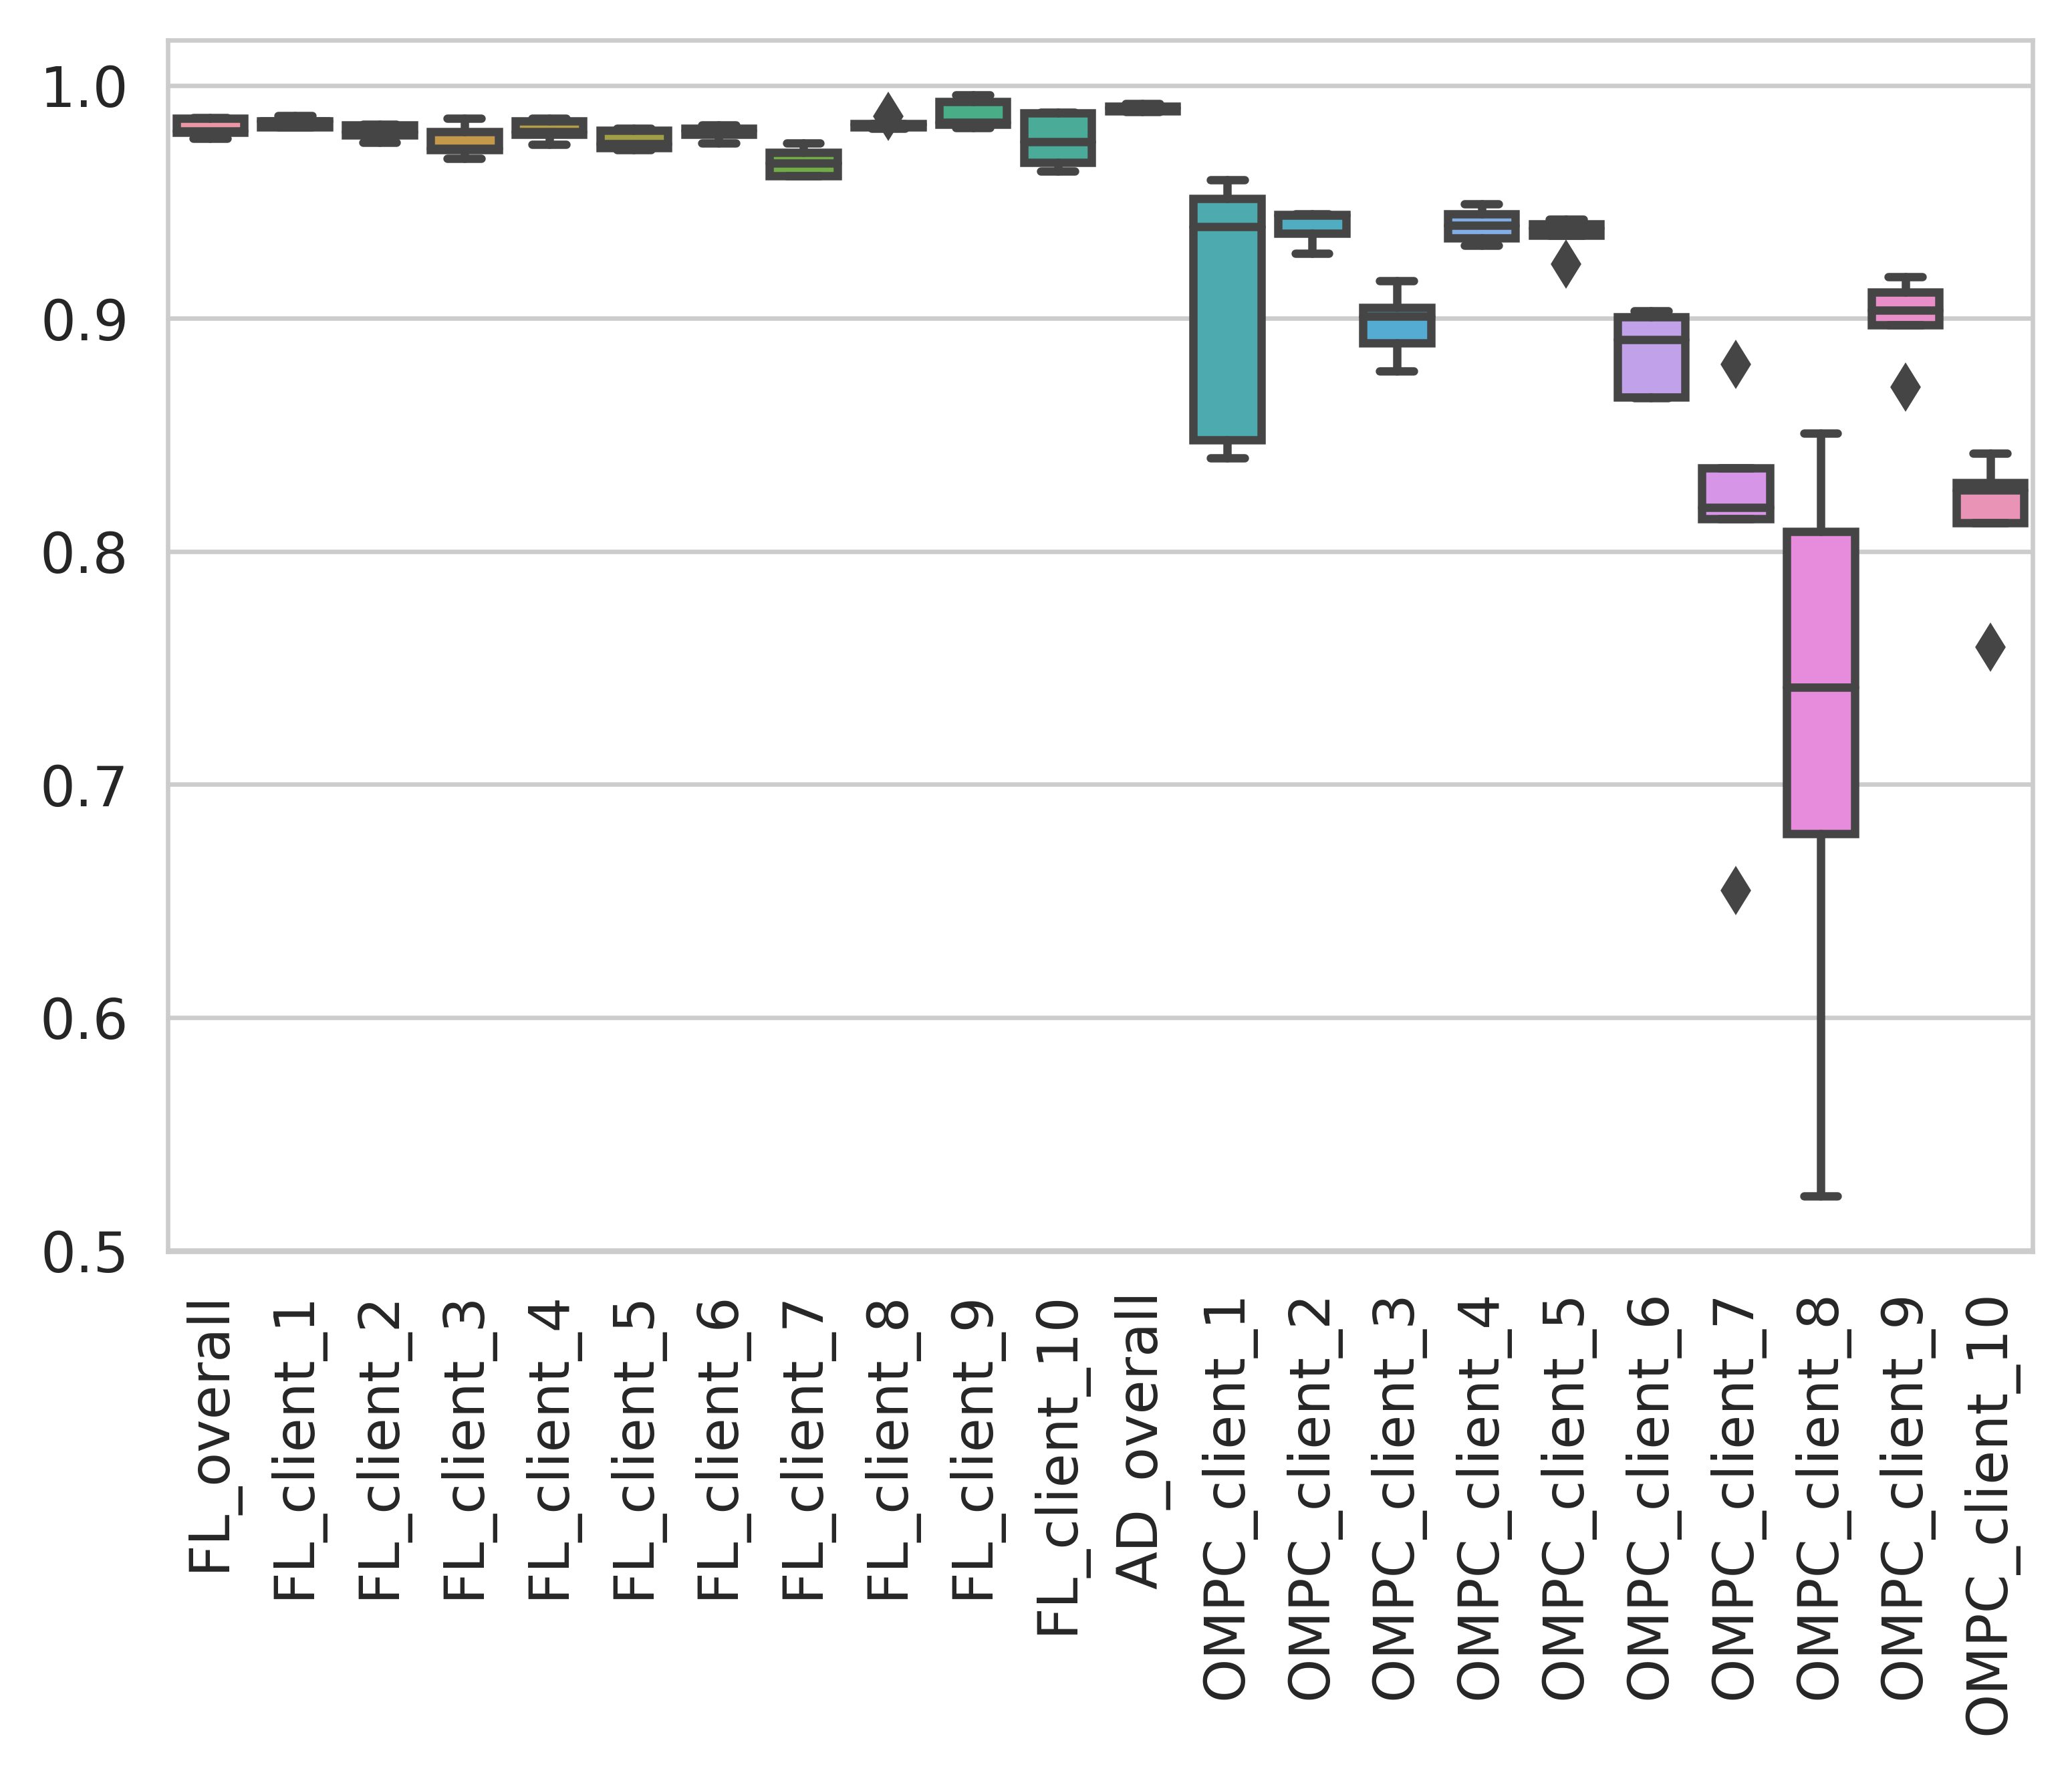 1.0
0.9
0.8
0.7
0.6
0.5
FL_overall
FL_client_1
FL_client_2
FL_client_3
FL_client_4
FL_client_5
FL_client_6
FL_client_7
FL_client_8
FL_client_9
FL_client_10
AD_overall
OMPC_client_1
OMPC_client_2
OMPC_client_3
OMPC_client_4
OMPC_client_5
OMPC_client_6
OMPC_client_7
OMPC_client_8
OMPC_client_9
OMPC_client_10